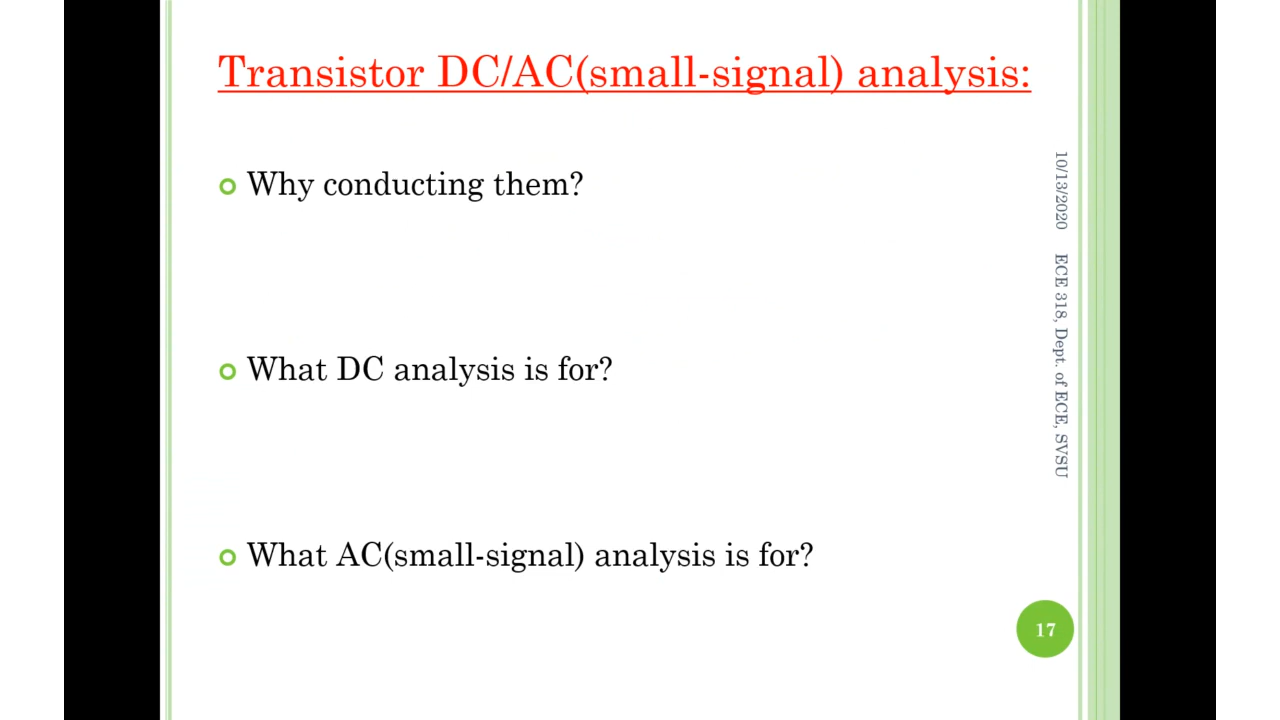 Transistor DC/AC(small-signal) analysis:
Why conducting them?
What DC analysis is for?
What AC(small-signal) analysis is for?
10/13/2020 ECE 318, Dept. of ECE, SVSU
17